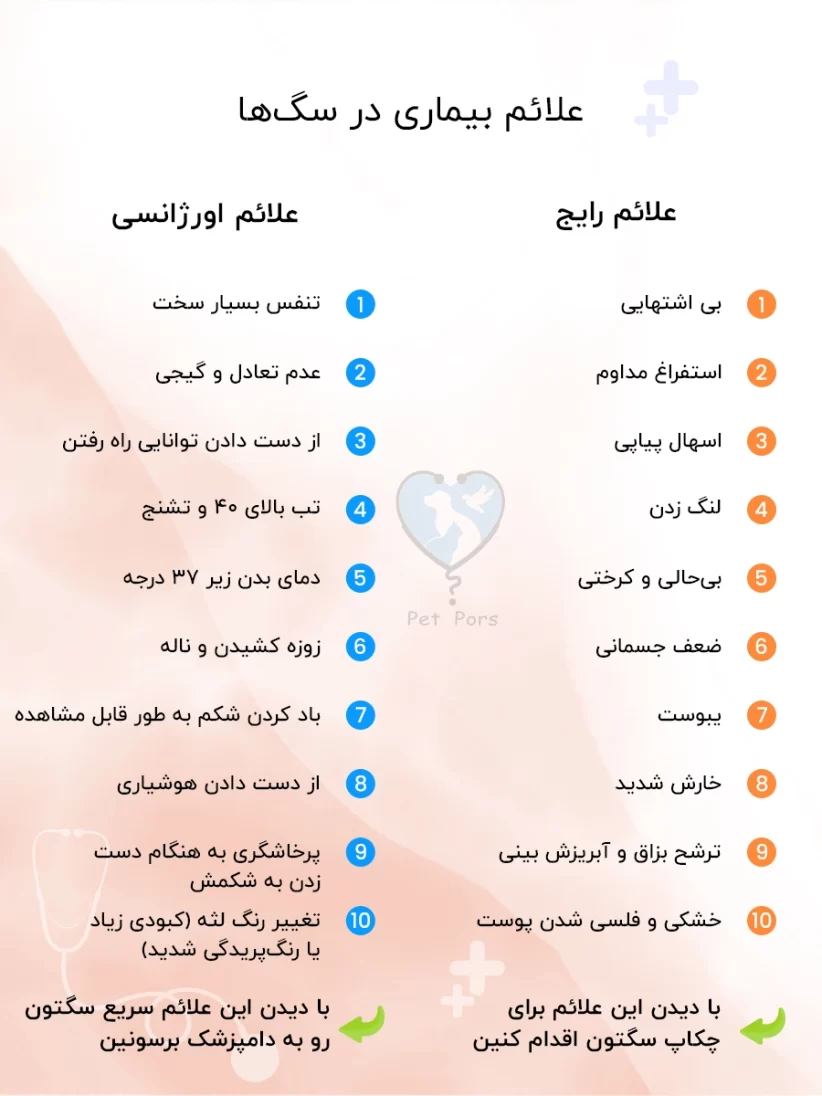 علائم بیماری در سگ‌ها
علائم رایج
1 بی اشتهایی
2 استفراغ مداوم
3 اسهال پیاپی
4 لنگ زدن
5 بی‌حالی و کرختی
6 ضعف جسمانی
7 یبوست
8 خارش شدید
9 ترشح بزاق و آبریزش بینی
10 خشکی و فلسی شدن پوست
با دیدن این علائم برای
چکاپ سگتون اقدام کنین
علائم اورژانسی
1 تنفس بسیار سخت
2 عدم تعادل و گیجی
3 از دست دادن توانایی راه رفتن
4 تب بالای ۴۰ و تشنج
5 دمای بدن زیر ۳۷ درجه
6 زوزه کشیدن و ناله
7 باد کردن شکم به طور قابل مشاهده
8 از دست دادن هوشیاری
9 پرخاشگری به هنگام دست
زدن به شکمش
10 تغییر رنگ لثه (کبودی زیاد
یا رنگ‌پریدگی شدید)
با دیدن این علائم سریع سگتون
رو به دامپزشک برسونین
Pet Pors